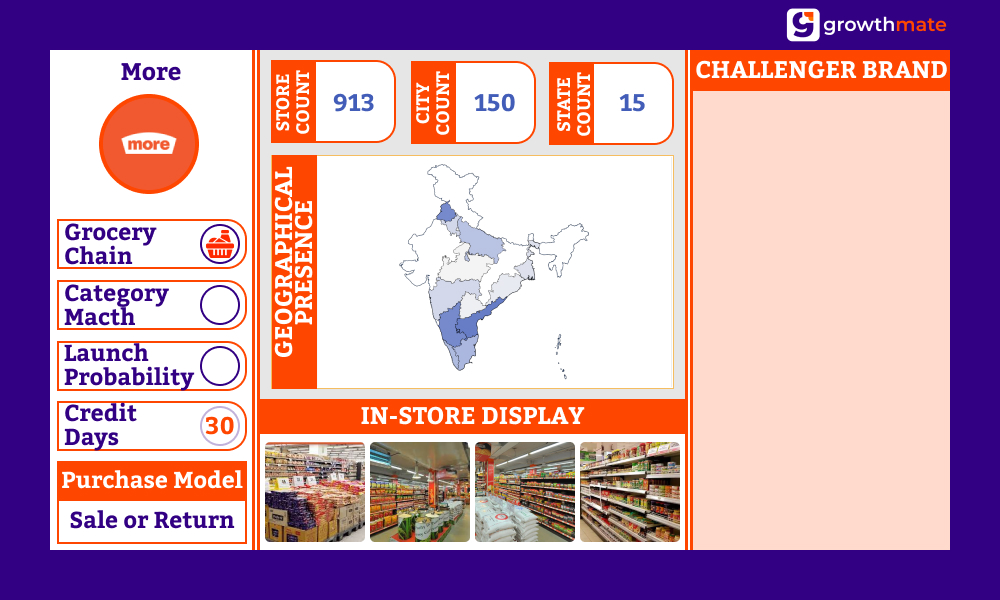 growthmate
More
more
Grocery
Chain
Category
Macth
Launch
Probability
Credit
Days
30
Purchase Model
Sale or Return
STORE
COUNT
913
CITY
COUNT
150
STATE
COUNT
15
GEOGRAPHICAL
PRESENCE
IN-STORE DISPLAY
CHALLENGER BRAND